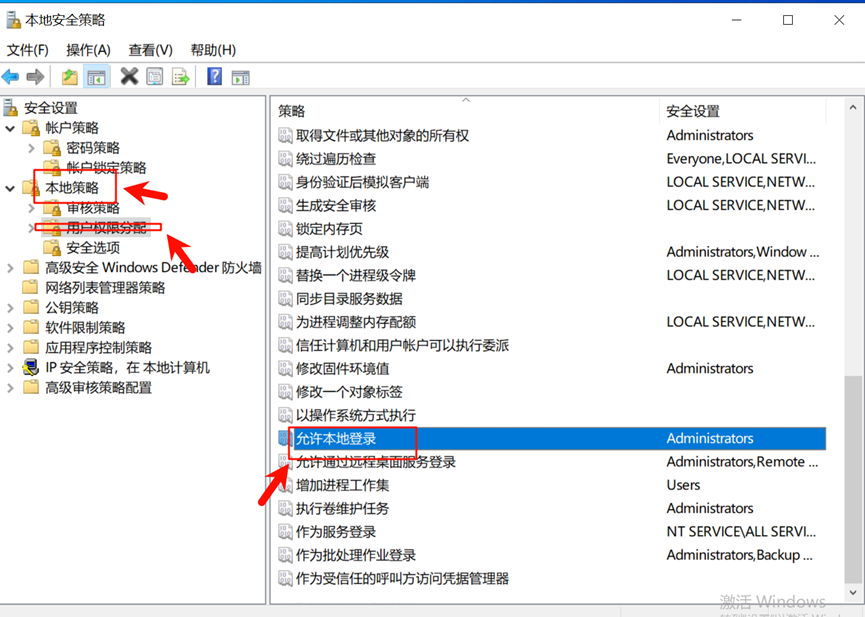 本地安全策略
文件(F) 操作(A) 查看(V) 帮助(H)
安全设置
帐户策略
密码策略
帐户锁定策略
本地策略
审核策略
用户权限分配
安全选项
高级安全 Windows Defender 防火墙
网络列表管理器策略
公钥策略
软件限制策略
应用程序控制策略
IP 安全策略，在 本地计算机
高级审核策略配置
策略 安全设置
取得文件或其他对象的所有权 Administrators
绕过遍历检查 Everyone,LOCAL SERVI...
身份验证后模拟客户端 LOCAL SERVICE,NETW...
生成安全审核 LOCAL SERVICE,NETW...
锁定内存页
提高计划优先级 Administrators,Window ...
替换一个进程级令牌 LOCAL SERVICE,NETW...
同步目录服务数据
为进程调整内存配额 LOCAL SERVICE,NETW...
信任计算机和用户帐户可以执行委派
修改固件环境值 Administrators
修改一个对象标签
以操作系统方式执行
允许本地登录 Administrators
允许通过远程桌面服务登录 Administrators,Remote ...
增加进程工作集 Users
执行卷维护任务 Administrators
作为服务登录 NT SERVICE\ALL SERVI...
作为批处理作业登录 Administrators,Backup ...
作为受信任的呼叫方访问凭据管理器
激活 Windows